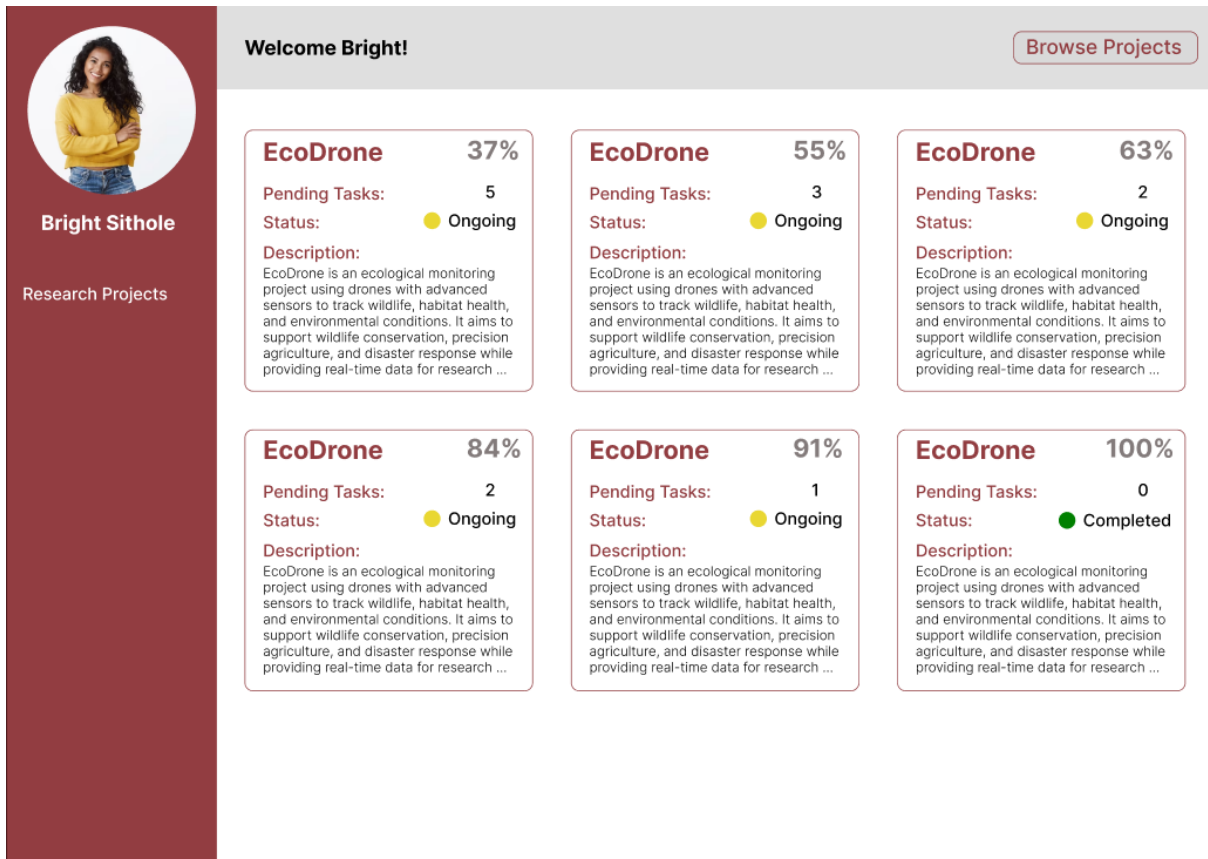 Welcome Bright!
Browse Projects
Bright Sithole
Research Projects
EcoDrone 37%
Pending Tasks: 5
Status: Ongoing
Description:
EcoDrone is an ecological monitoring
project using drones with advanced
sensors to track wildlife, habitat health,
and environmental conditions. It aims to
support wildlife conservation, precision
agriculture, and disaster response while
providing real-time data for research ...
EcoDrone 55%
Pending Tasks: 3
Status: Ongoing
Description:
EcoDrone is an ecological monitoring
project using drones with advanced
sensors to track wildlife, habitat health,
and environmental conditions. It aims to
support wildlife conservation, precision
agriculture, and disaster response while
providing real-time data for research ...
EcoDrone 63%
Pending Tasks: 2
Status: Ongoing
Description:
EcoDrone is an ecological monitoring
project using drones with advanced
sensors to track wildlife, habitat health,
and environmental conditions. It aims to
support wildlife conservation, precision
agriculture, and disaster response while
providing real-time data for research ...
EcoDrone 84%
Pending Tasks: 2
Status: Ongoing
Description:
EcoDrone is an ecological monitoring
project using drones with advanced
sensors to track wildlife, habitat health,
and environmental conditions. It aims to
support wildlife conservation, precision
agriculture, and disaster response while
providing real-time data for research ...
EcoDrone 91%
Pending Tasks: 1
Status: Ongoing
Description:
EcoDrone is an ecological monitoring
project using drones with advanced
sensors to track wildlife, habitat health,
and environmental conditions. It aims to
support wildlife conservation, precision
agriculture, and disaster response while
providing real-time data for research ...
EcoDrone 100%
Pending Tasks: 0
Status: Completed
Description:
EcoDrone is an ecological monitoring
project using drones with advanced
sensors to track wildlife, habitat health,
and environmental conditions. It aims to
support wildlife conservation, precision
agriculture, and disaster response while
providing real-time data for research ...